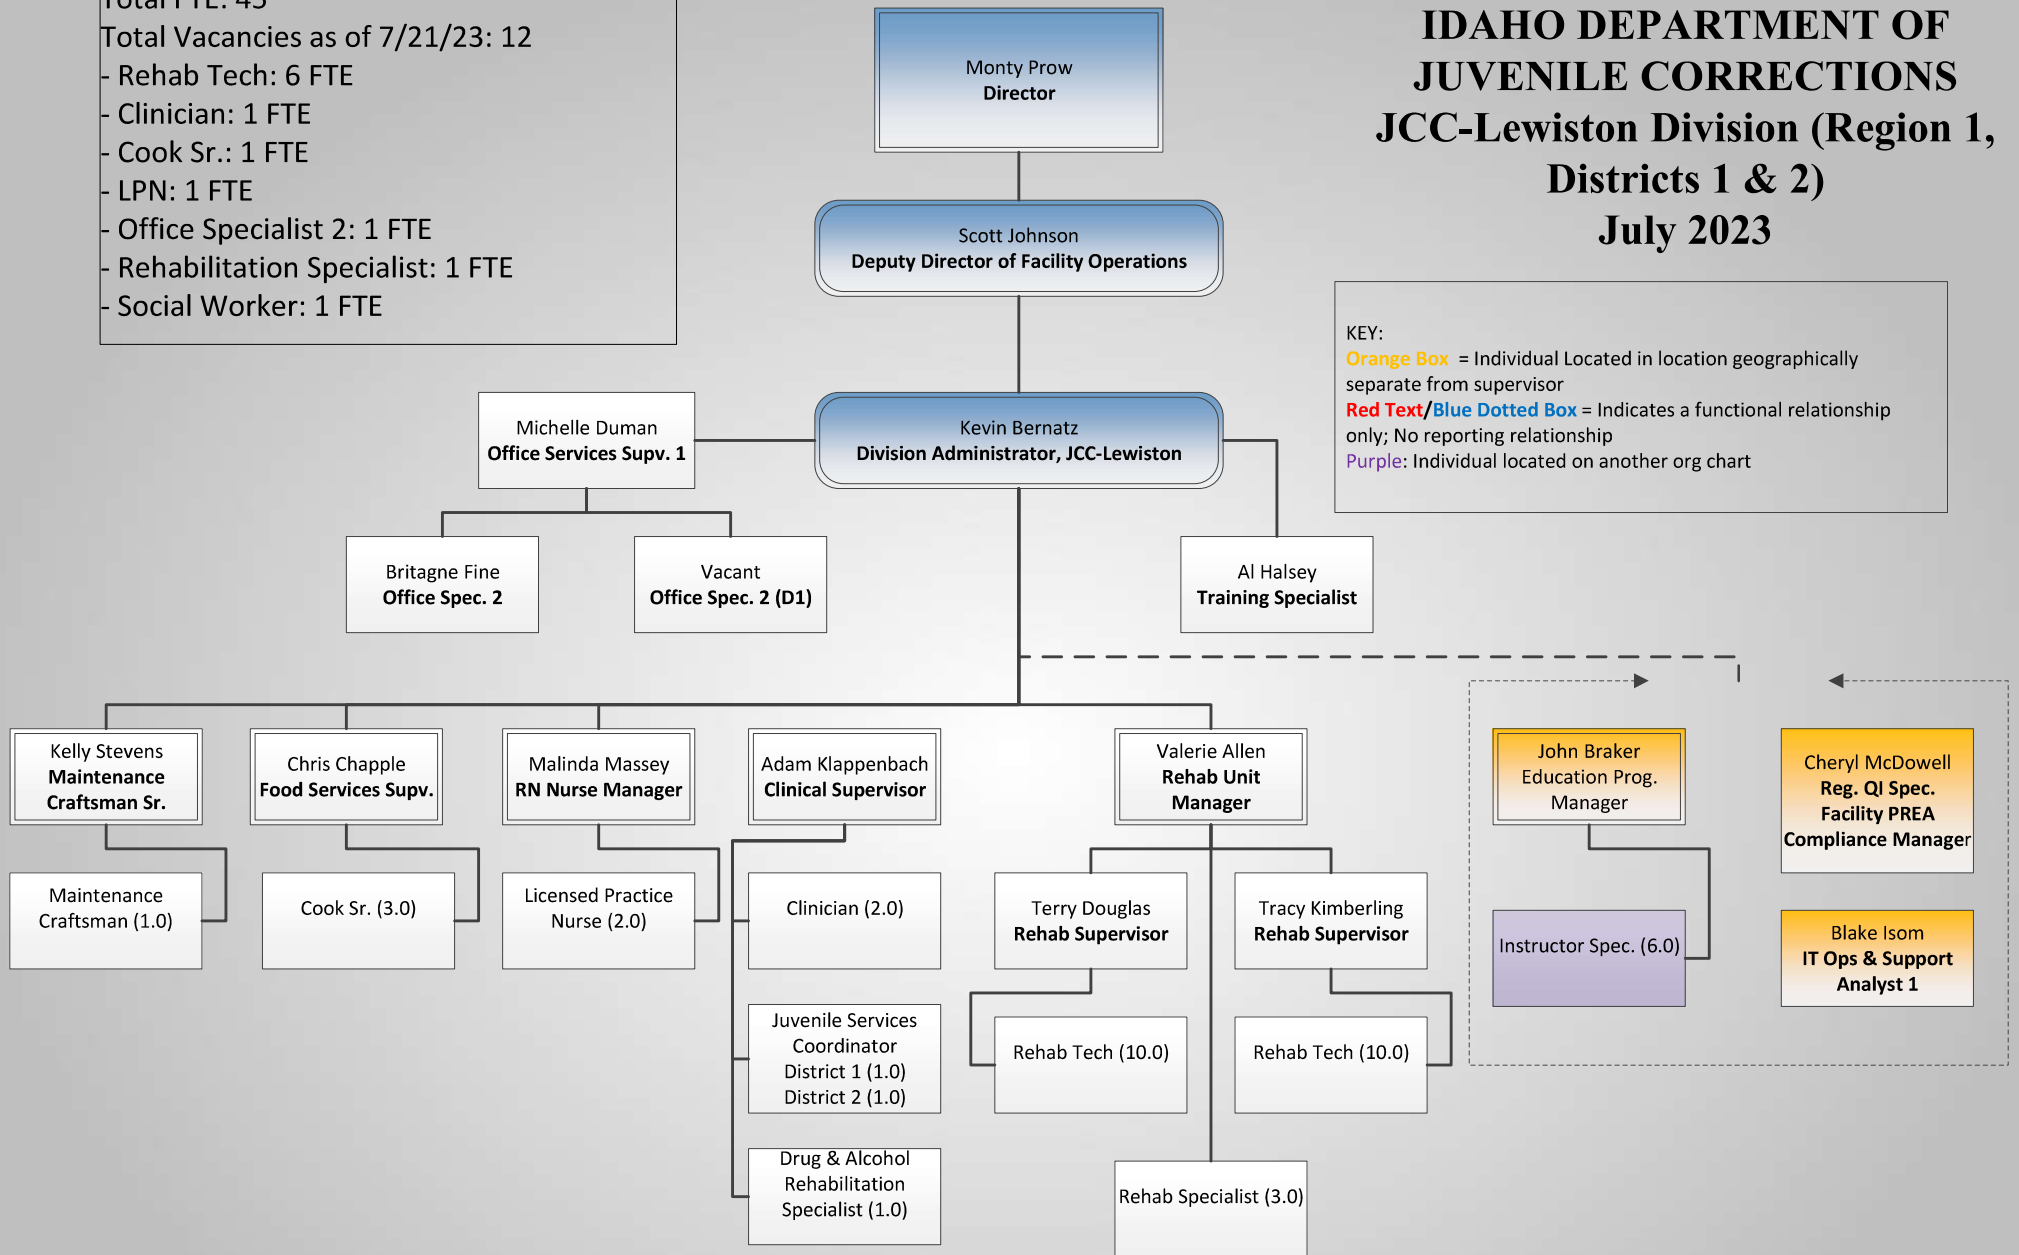 Total FTE: 45
Total Vacancies as of 7/21/23: 12
- Rehab Tech: 6 FTE
- Clinician: 1 FTE
- Cook Sr.: 1 FTE
- LPN: 1 FTE
- Office Specialist 2: 1 FTE
- Rehabilitation Specialist: 1 FTE
- Social Worker: 1 FTE
IDAHO DEPARTMENT OF
JUVENILE CORRECTIONS
JCC-Lewiston Division (Region 1,
Districts 1 & 2)
July 2023
Monty Prow
Director
Scott Johnson
Deputy Director of Facility Operations
KEY:
Orange Box = Individual Located in location geographically
separate from supervisor
Red Text/Blue Dotted Box = Indicates a functional relationship
only; No reporting relationship
Purple: Individual located on another org chart
Michelle Duman
Office Services Supv. 1
Kevin Bernatz
Division Administrator, JCC-Lewiston
Britagne Fine
Office Spec. 2
Vacant
Office Spec. 2 (D1)
Al Halsey
Training Specialist
Kelly Stevens
Maintenance
Craftsman Sr.
Chris Chapple
Food Services Supv.
Malinda Massey
RN Nurse Manager
Adam Klappenbach
Clinical Supervisor
Valerie Allen
Rehab Unit
Manager
John Braker
Education Prog.
Manager
Cheryl McDowell
Reg. QI Spec.
Facility PREA
Compliance Manager
Maintenance
Craftsman (1.0)
Cook Sr. (3.0)
Licensed Practice
Nurse (2.0)
Clinician (2.0)
Terry Douglas
Rehab Supervisor
Tracy Kimberling
Rehab Supervisor
Instructor Spec. (6.0)
Blake Isom
IT Ops & Support
Analyst 1
Juvenile Services
Coordinator
District 1 (1.0)
District 2 (1.0)
Rehab Tech (10.0)
Rehab Tech (10.0)
Drug & Alcohol
Rehabilitation
Specialist (1.0)
Rehab Specialist (3.0)